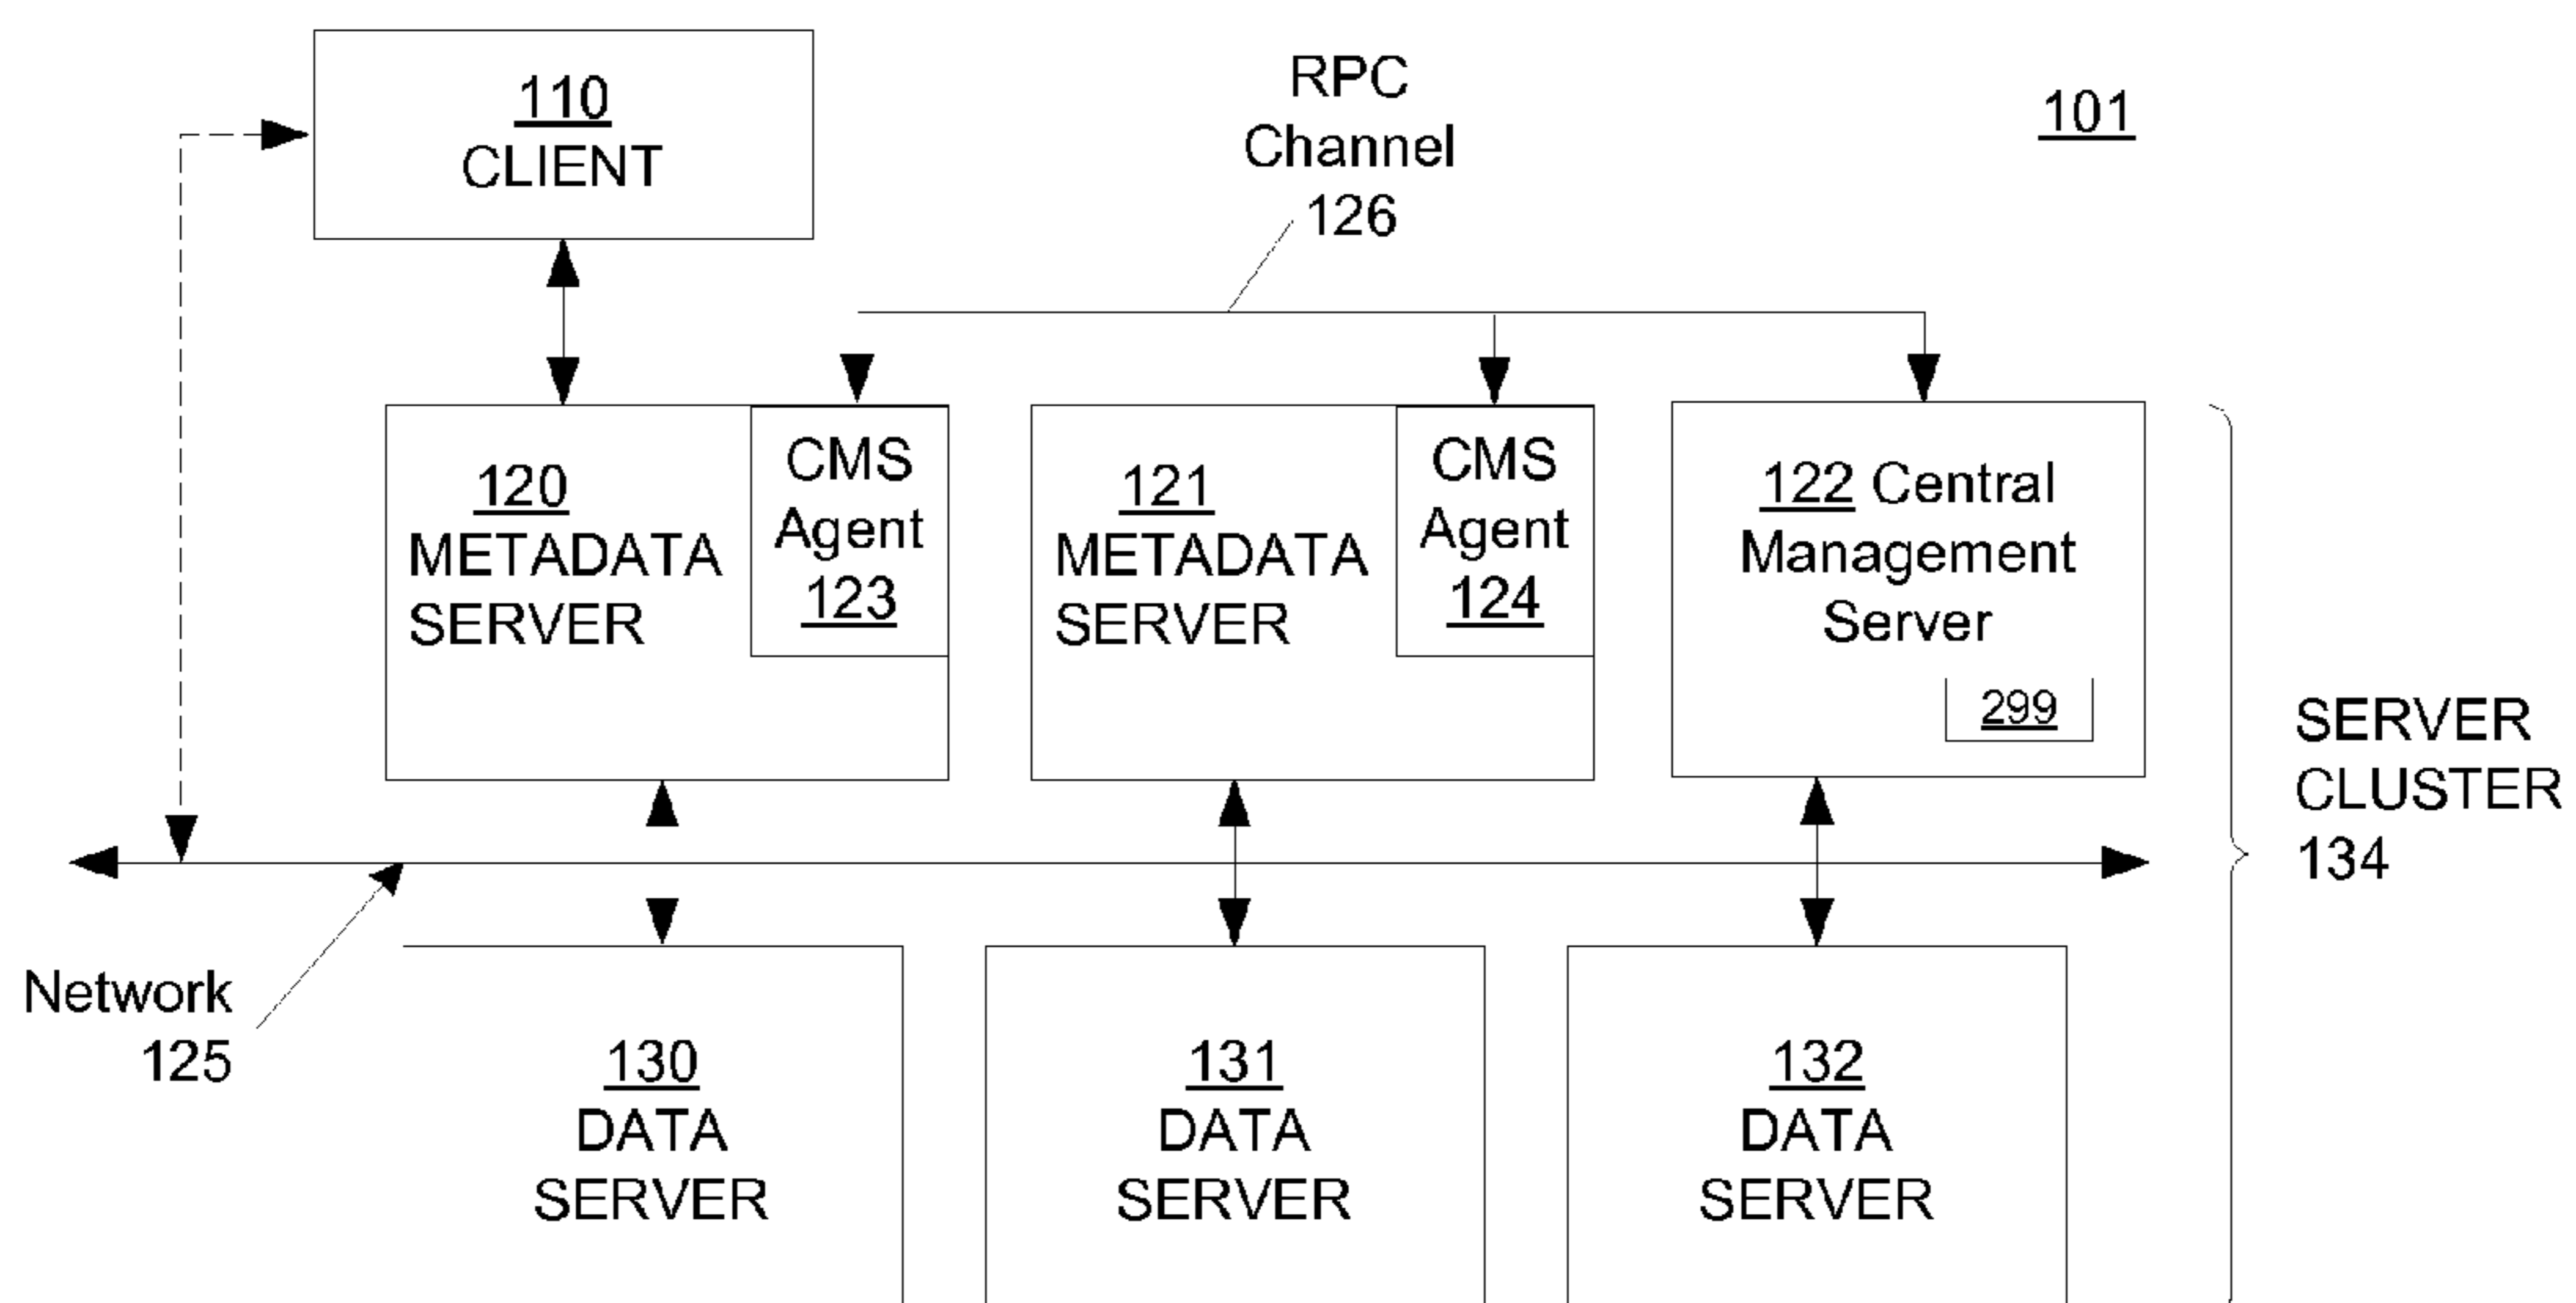 110
CLIENT
RPC
Channel
126
101
120
METADATA
SERVER
CMS
Agent
123
121
METADATA
SERVER
CMS
Agent
124
122 Central
Management
Server
299
SERVER
CLUSTER
134
Network
125
130
DATA
SERVER
131
DATA
SERVER
132
DATA
SERVER